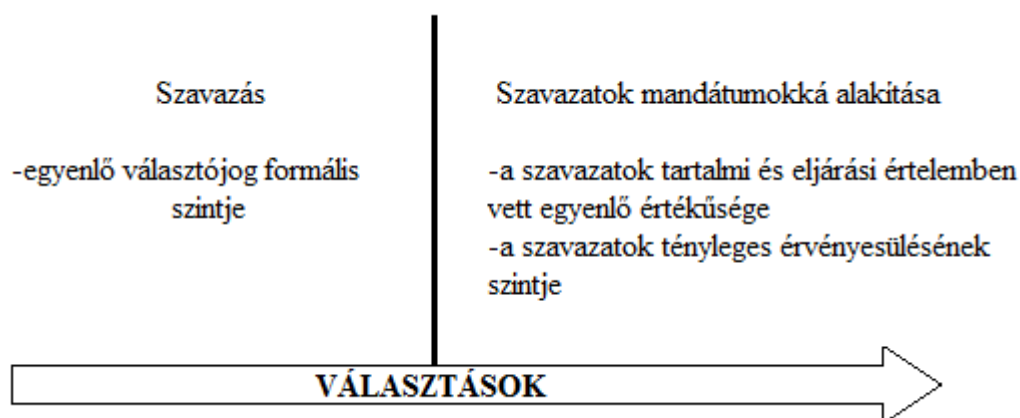 Szavazás
-egyenlő választójog formális
szintje
Szavazatok mandátumokká alakítása
-a szavazatok tartalmi és eljárási értelemben
vett egyenlő értékűsége
-a szavazatok tényleges érvényesülésének
szintje
VÁLASZTÁSOK